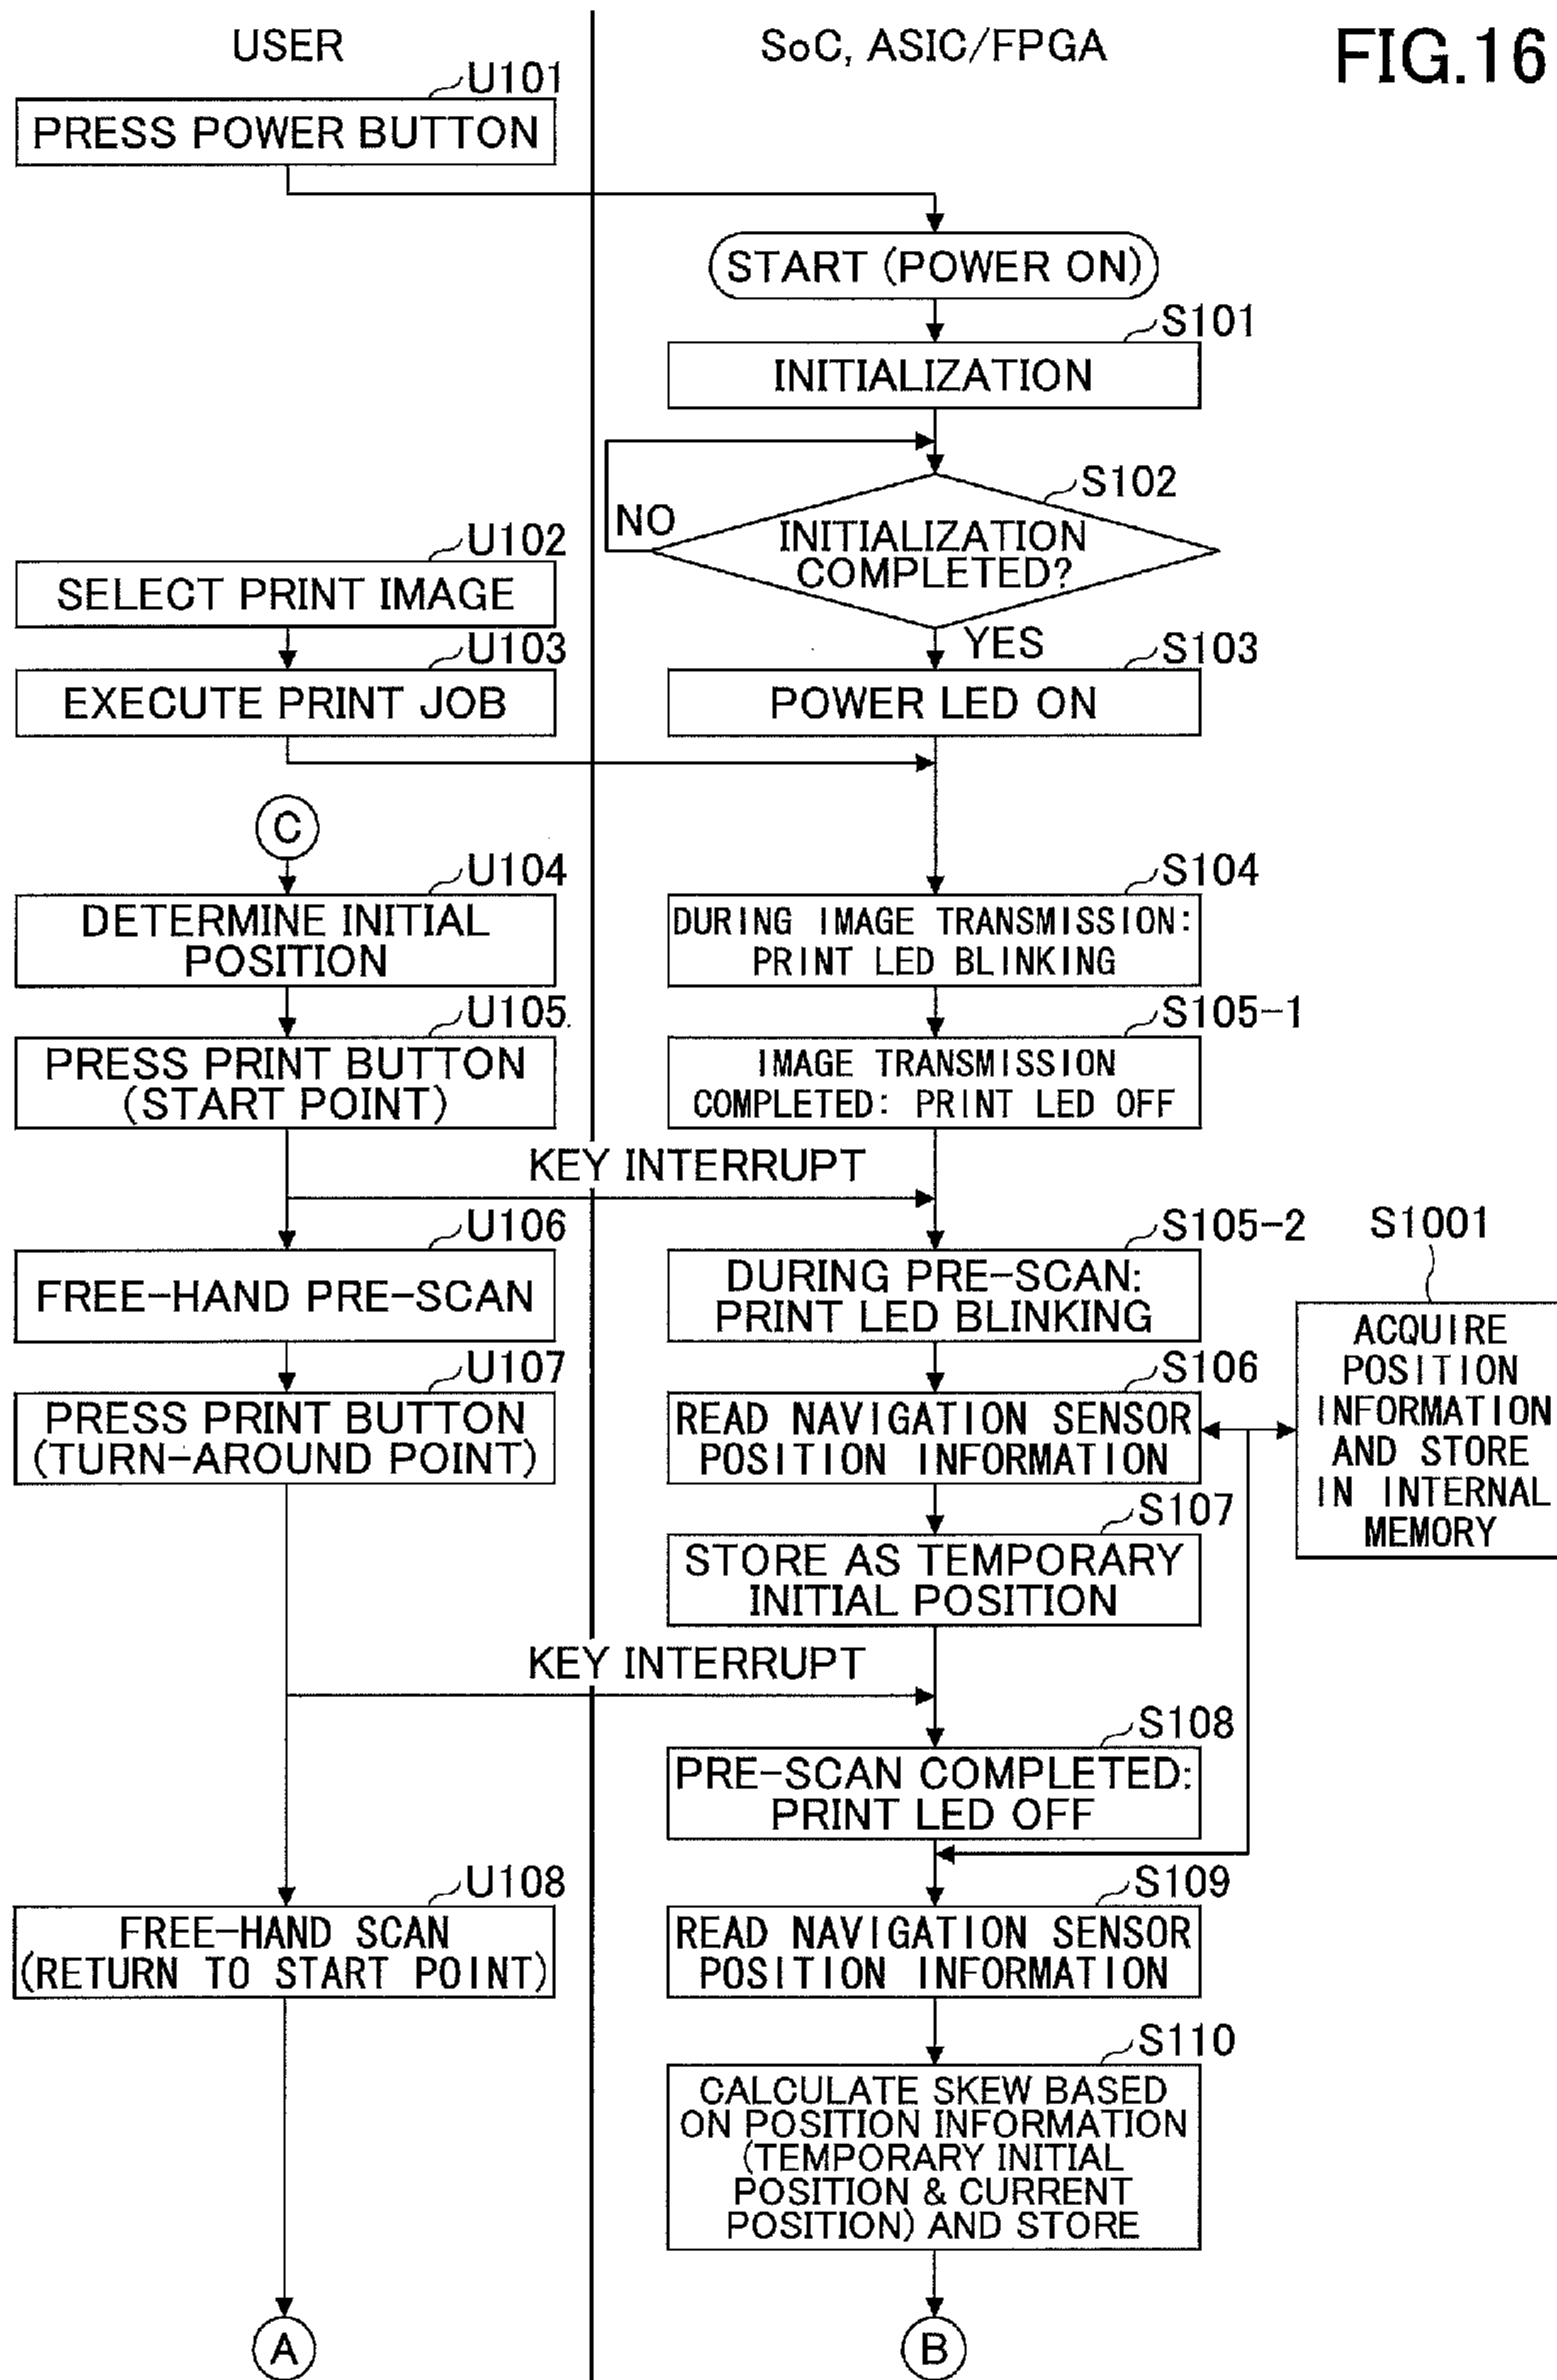 USER
SoC, ASIC/FPGA
FIG.16
U101
PRESS POWER BUTTON
START (POWER ON)
S101
INITIALIZATION
S102
NO
INITIALIZATION
COMPLETED?
U102
SELECT PRINT IMAGE
YES
U103
S103
EXECUTE PRINT JOB
POWER LED ON
C
U104
S104
DETERMINE INITIAL
POSITION
DURING IMAGE TRANSMISSION:
PRINT LED BLINKING
U105
S105-1
PRESS PRINT BUTTON
(START POINT)
IMAGE TRANSMISSION
COMPLETED: PRINT LED OFF
KEY INTERRUPT
U106
S105-2
S1001
FREE-HAND PRE-SCAN
DURING PRE-SCAN:
PRINT LED BLINKING
ACQUIRE
POSITION
INFORMATION
AND STORE
IN INTERNAL
MEMORY
U107
S106
PRESS PRINT BUTTON
(TURN-AROUND POINT)
READ NAVIGATION SENSOR
POSITION INFORMATION
S107
STORE AS TEMPORARY
INITIAL POSITION
KEY INTERRUPT
S108
PRE-SCAN COMPLETED:
PRINT LED OFF
U108
S109
FREE-HAND SCAN
(RETURN TO START POINT)
READ NAVIGATION SENSOR
POSITION INFORMATION
S110
CALCULATE SKEW BASED
ON POSITION INFORMATION
(TEMPORARY INITIAL
POSITION & CURRENT
POSITION) AND STORE
A
B